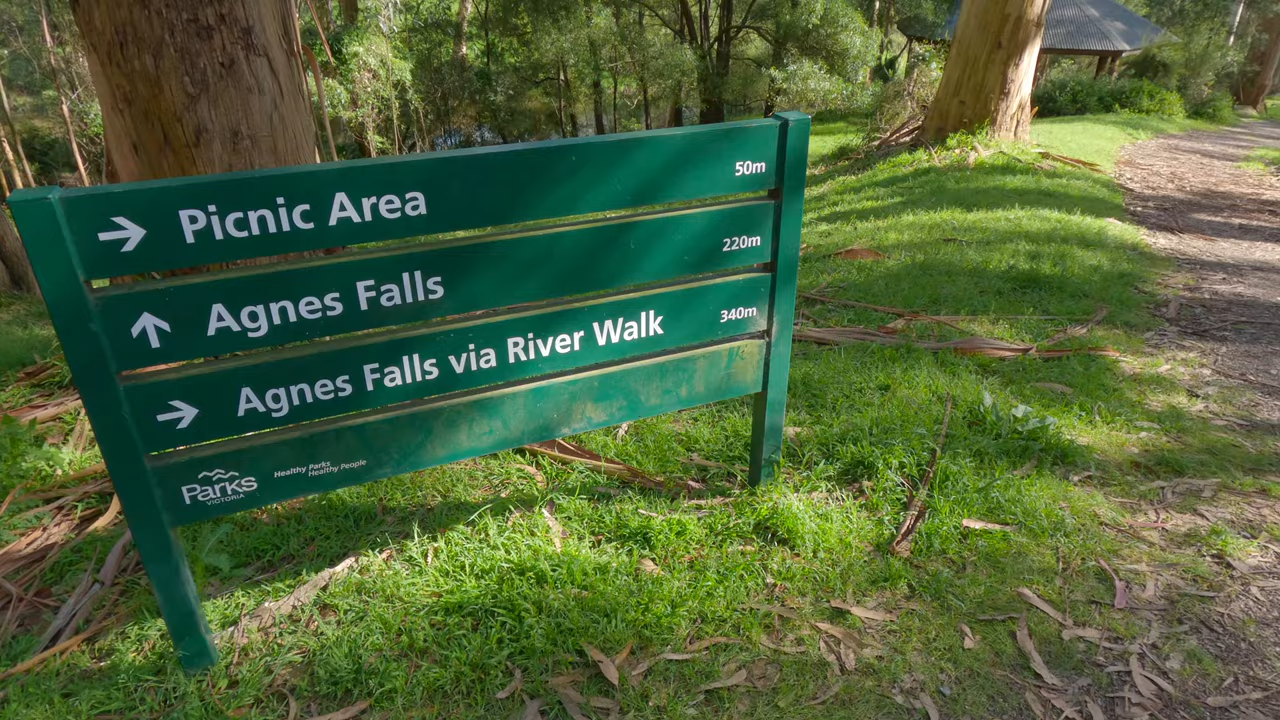 → Picnic Area 50m
↑ Agnes Falls 220m
→ Agnes Falls via River Walk 340m
Parks
VICTORIA
Healthy Parks
Healthy People